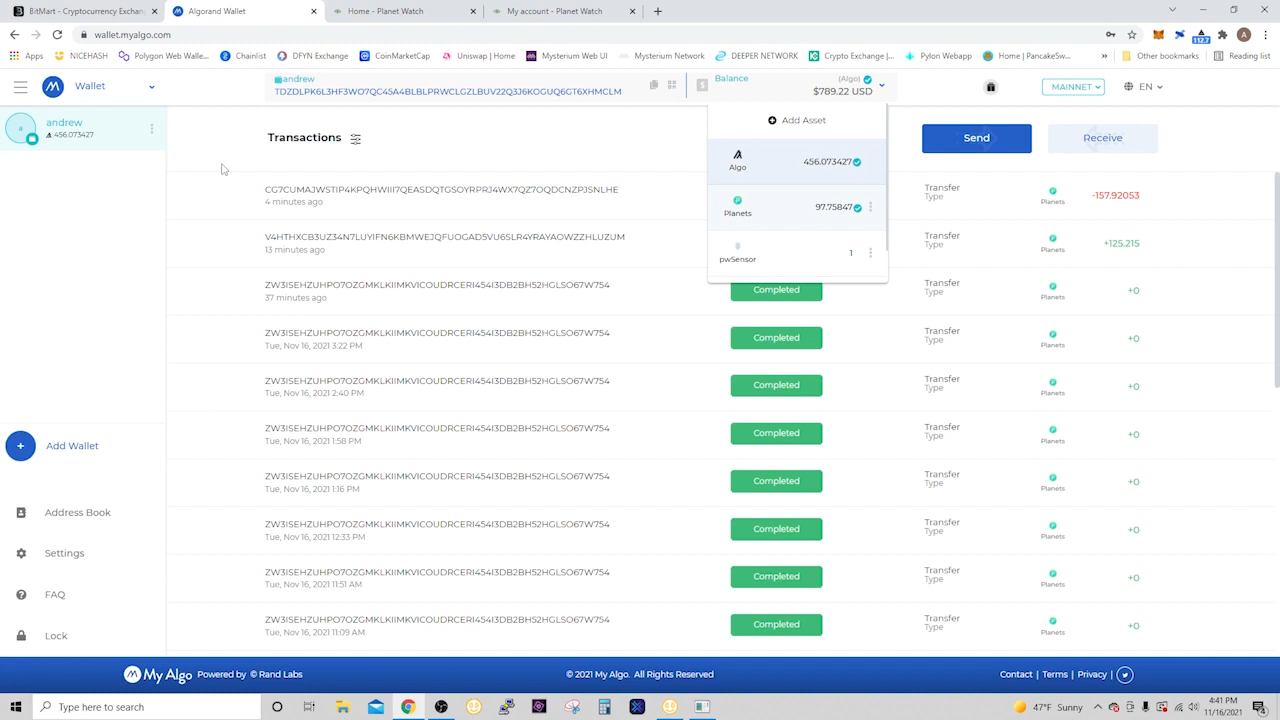 BitMart - Cryptocurrency Exchang
Algorand Wallet
Home - Planet Watch
My account - Planet Watch
wallet.myalgo.com
112.7
A
Apps
NICEHASH
Polygon Web Walle...
Chainlist
DFYN Exchange
CoinMarketCap
Uniswap | Home
Mysterium Web UI
Mysterium Network
DEEPER NETWORK
Crypto Exchange |...
Pylon Webapp
Home | PancakeSw...
Other bookmarks
Reading list
Wallet
andrew
TDZDLPK6L3HF3WO7QGSA4BLBLPRWCLGZLBUV22Q3J6KOGUQ6GT6XHMCLM
Balance
(Algo)
$789.22 USD
MAINNET
EN
a
andrew
456.073427
Transactions
Add Asset
Send
Receive
Algo
456.073427
Planets
97.75847
pwSensor
1
CG7CUMAJWSTIP4KPQHWIII7QEASDQTGSOYRPRJ4WX7QZ7OQDCNZPJSNLHE
4 minutes ago
Transfer
Type
Planets
-157.92053
V4HTHXCB3UZ34N7LUYIFN6KBMWEJQFUOGAD5VU6SLR4YRAYAOWZZHLUZUM
13 minutes ago
Transfer
Type
Planets
+125.215
ZW3ISEHZUHPO7OZGMKLKIIMKVICOUDRCERI454I3DB2BH52HGLSO67W754
37 minutes ago
Completed
Transfer
Type
Planets
+0
ZW3ISEHZUHPO7OZGMKLKIIMKVICOUDRCERI454I3DB2BH52HGLSO67W754
Tue, Nov 16, 2021 3:22 PM
Completed
Transfer
Type
Planets
+0
ZW3ISEHZUHPO7OZGMKLKIIMKVICOUDRCERI454I3DB2BH52HGLSO67W754
Tue, Nov 16, 2021 2:40 PM
Completed
Transfer
Type
Planets
+0
ZW3ISEHZUHPO7OZGMKLKIIMKVICOUDRCERI454I3DB2BH52HGLSO67W754
Tue, Nov 16, 2021 1:58 PM
Completed
Transfer
Type
Planets
+0
ZW3ISEHZUHPO7OZGMKLKIIMKVICOUDRCERI454I3DB2BH52HGLSO67W754
Tue, Nov 16, 2021 1:16 PM
Completed
Transfer
Type
Planets
+0
ZW3ISEHZUHPO7OZGMKLKIIMKVICOUDRCERI454I3DB2BH52HGLSO67W754
Tue, Nov 16, 2021 12:33 PM
Completed
Transfer
Type
Planets
+0
ZW3ISEHZUHPO7OZGMKLKIIMKVICOUDRCERI454I3DB2BH52HGLSO67W754
Tue, Nov 16, 2021 11:51 AM
Completed
Transfer
Type
Planets
+0
ZW3ISEHZUHPO7OZGMKLKIIMKVICOUDRCERI454I3DB2BH52HGLSO67W754
Tue, Nov 16, 2021 11:09 AM
Completed
Transfer
Type
Planets
+0
Add Wallet
Address Book
Settings
FAQ
Lock
My Algo Powered by © Rand Labs
© 2021 My Algo. All Rights Reserved
Contact | Terms | Privacy |
Type here to search
47°F Sunny
4:41 PM
11/16/2021